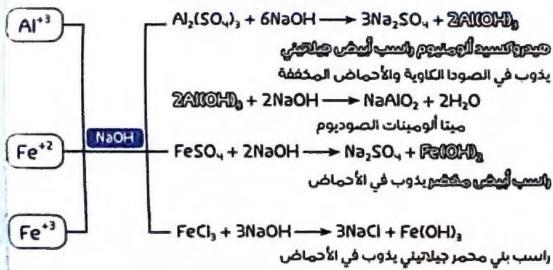 Al⁺³
Al₂(SO₄)₃ + 6NaOH ⟶ 3Na₂SO₄ + 2Al(OH)₃
هيدروكسيد ألومنيوم راسب أبيض جيلاتيني
يذوب في الصودا الكاوية والأحماض المخففة
2Al(OH)₃ + 2NaOH ⟶ NaAlO₂ + 2H₂O
ميتا ألومينات الصوديوم
NaOH
Fe⁺²
FeSO₄ + 2NaOH ⟶ Na₂SO₄ + Fe(OH)₂
راسب أبيض مخضر يذوب في الأحماض
Fe⁺³
FeCl₃ + 3NaOH ⟶ 3NaCl + Fe(OH)₃
راسب بني محمر جيلاتيني يذوب في الأحماض